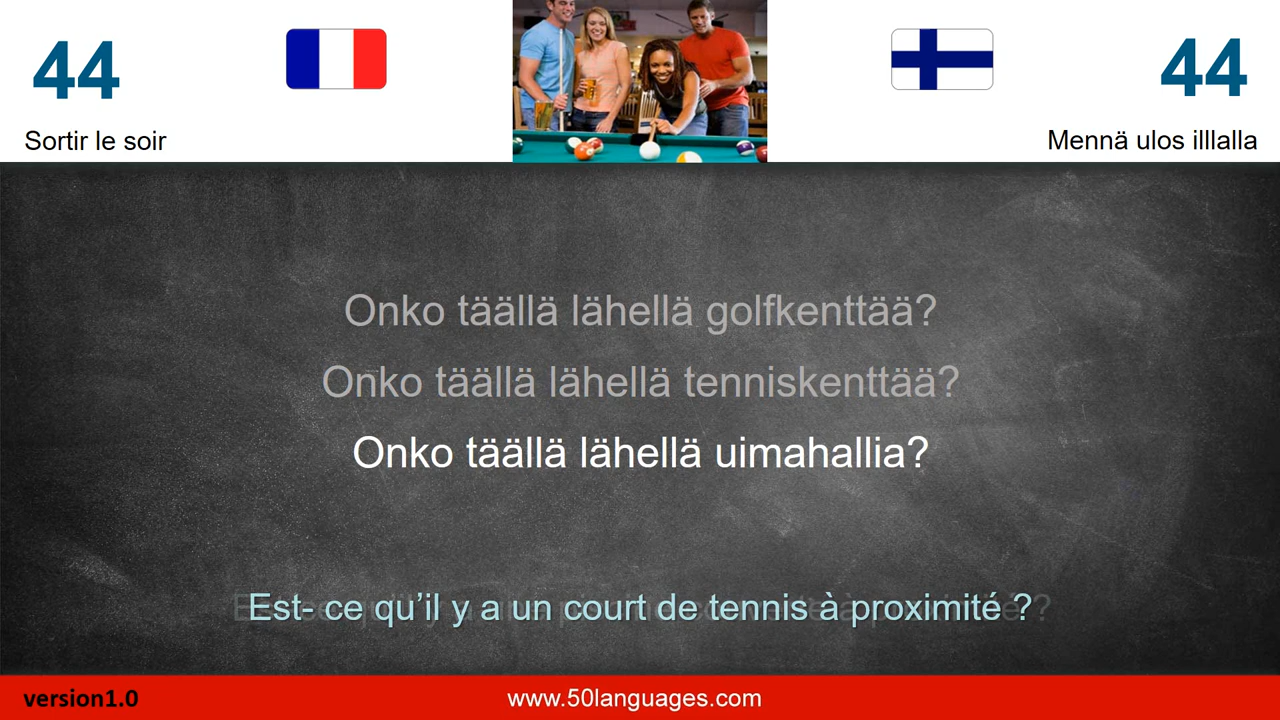 44
44
Sortir le soir
Mennä ulos illlalla
Onko täällä lähellä golfkenttää?
Onko täällä lähellä tenniskenttää?
Onko täällä lähellä uimahallia?
Est- ce qu’il y a un court de tennis à proximité ?
version1.0
www.50languages.com